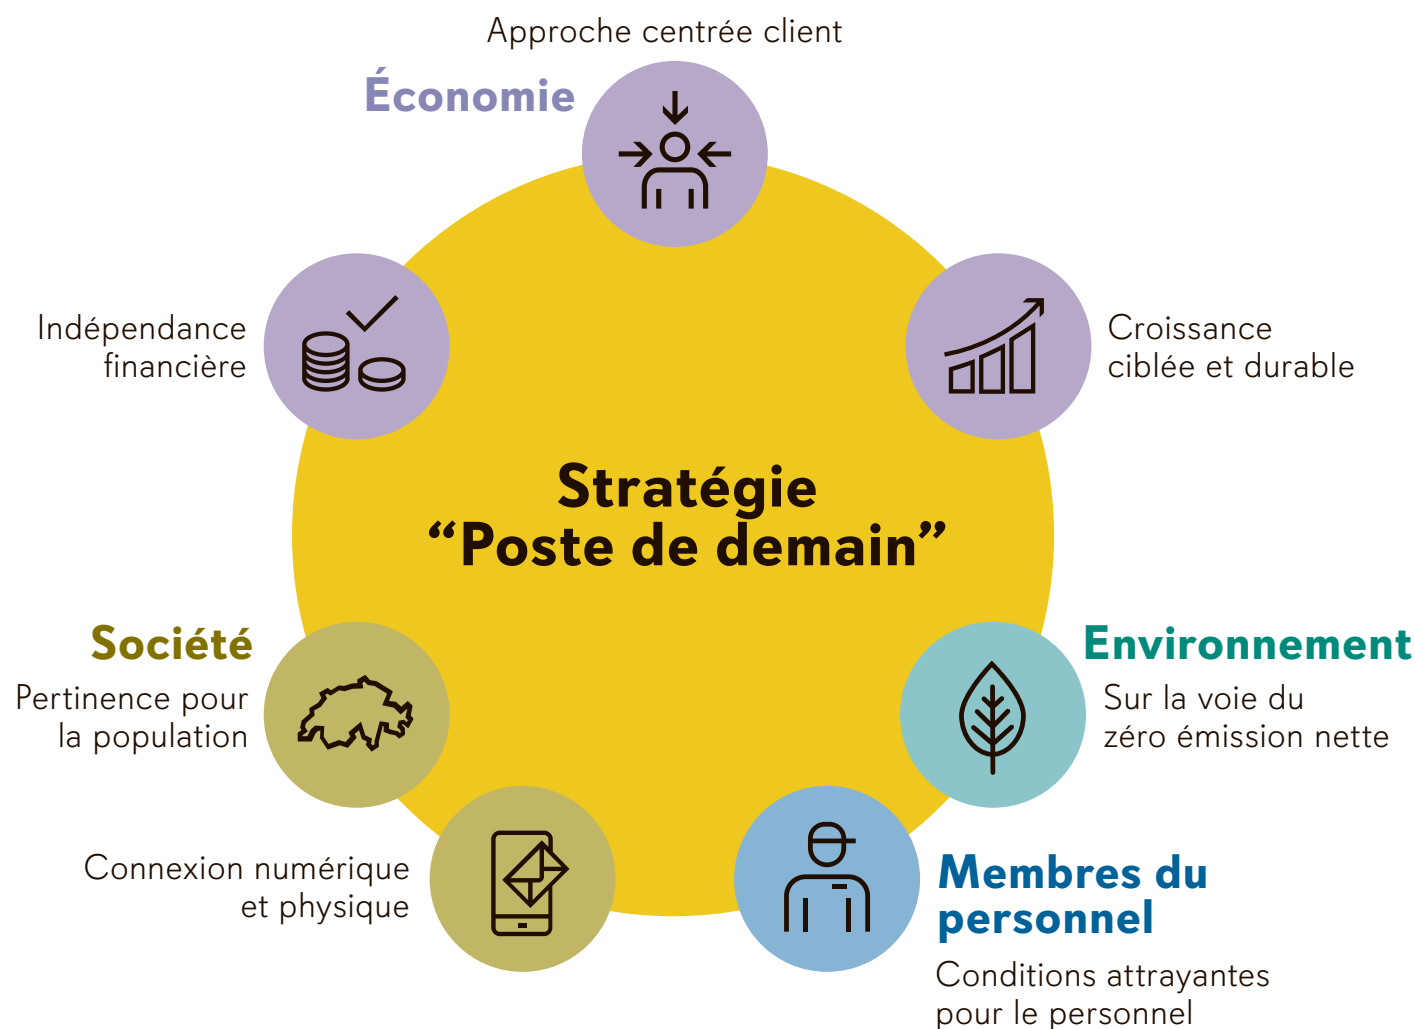 Approche centrée client
Économie
Indépendance
financière
Croissance
ciblée et durable
Stratégie
“Poste de demain”
Société
Pertinence pour
la population
Environnement
Sur la voie du
zéro émission nette
Connexion numérique
et physique
Membres du
personnel
Conditions attrayantes
pour le personnel